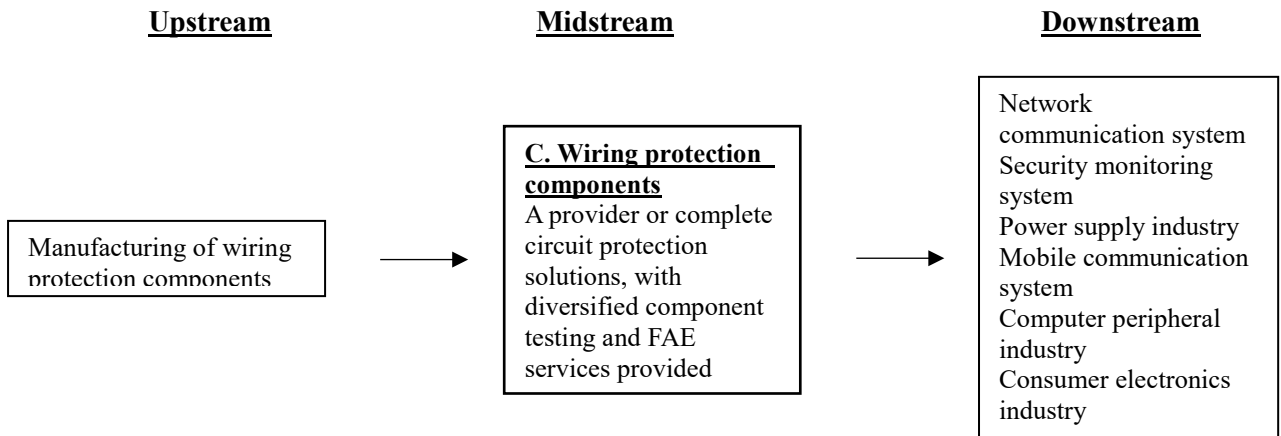 Upstream
Midstream
Downstream
Manufacturing of wiring
protection components
C. Wiring protection
components
A provider or complete
circuit protection
solutions, with
diversified component
testing and FAE
services provided
Network
communication system
Security monitoring
system
Power supply industry
Mobile communication
system
Computer peripheral
industry
Consumer electronics
industry